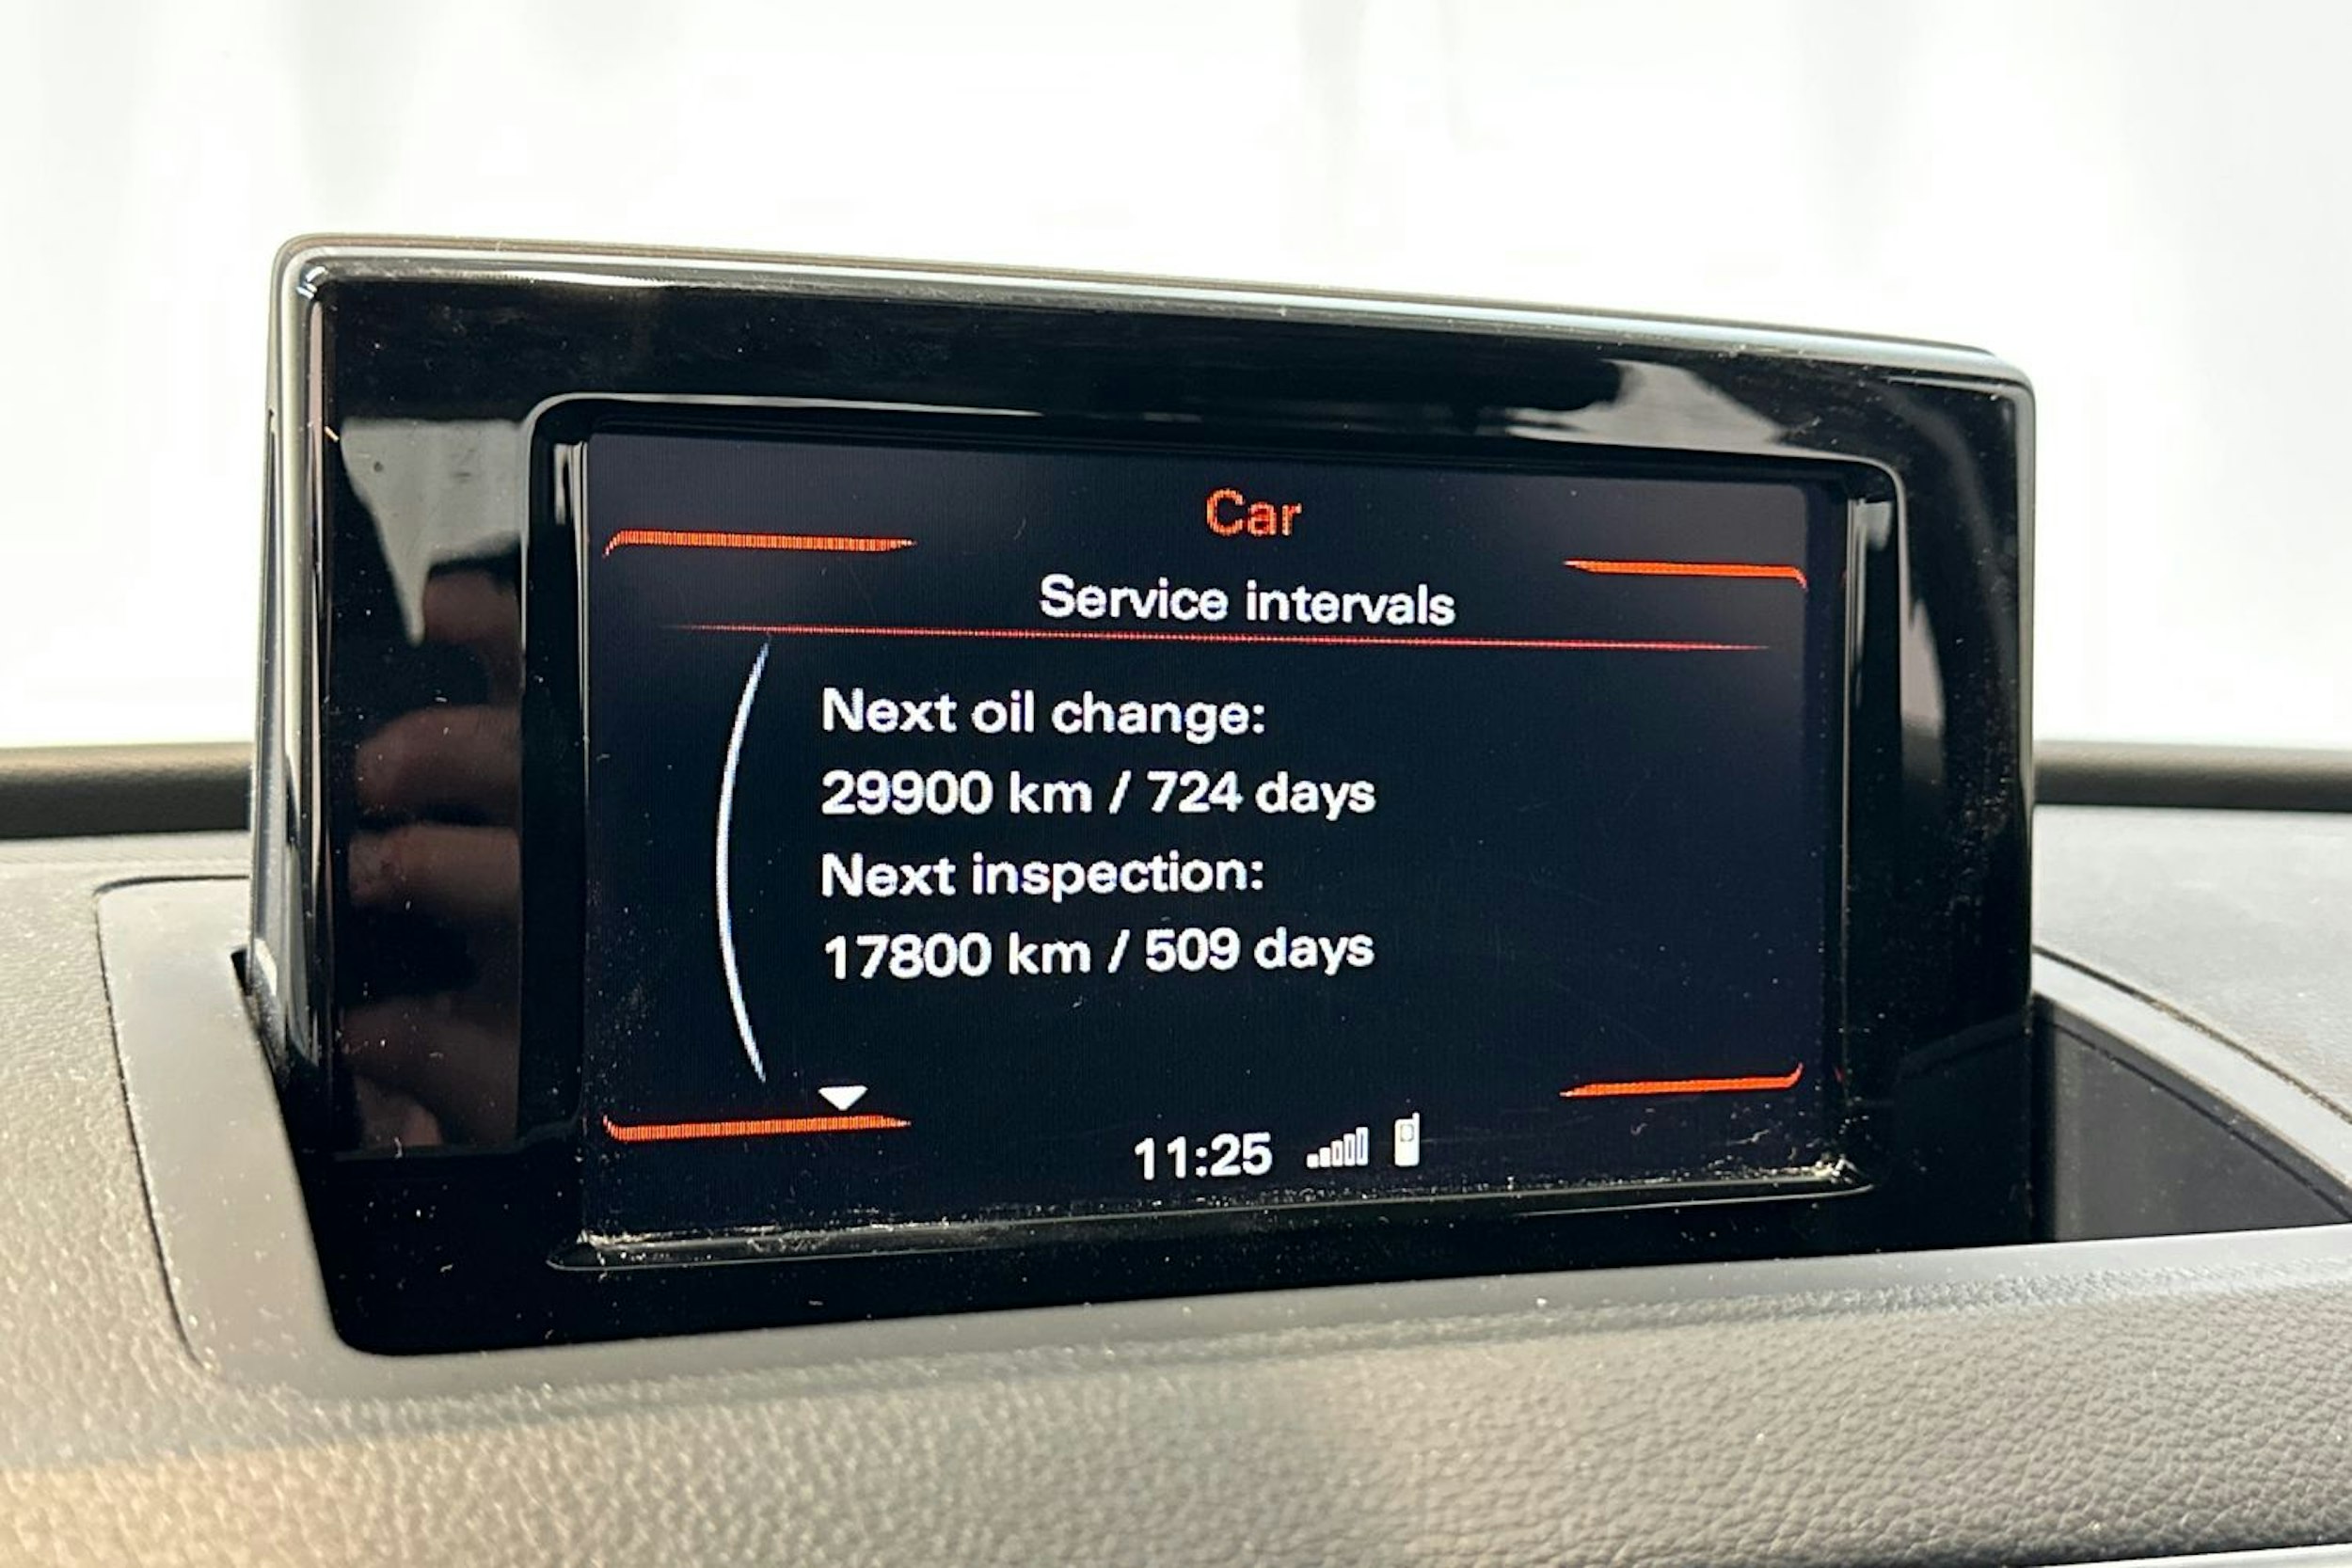 Car
Service intervals
Next oil change:
29900 km / 724 days
Next inspection:
17800 km / 509 days
11:25